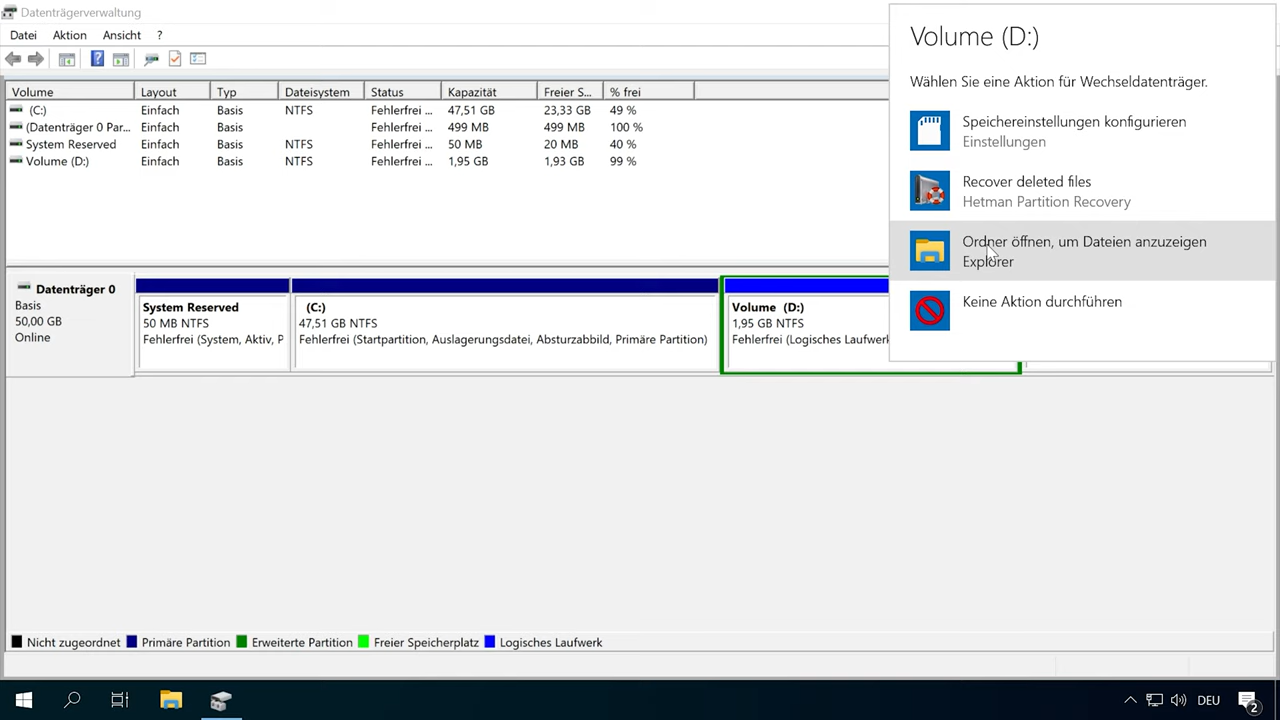 Datenträgerverwaltung
Datei Aktion Ansicht ?
Volume Layout Typ Dateisystem Status Kapazität Freier S... % frei
(C:) Einfach Basis NTFS Fehlerfrei ... 47,51 GB 23,33 GB 49 %
(Datenträger 0 Par... Einfach Basis Fehlerfrei ... 499 MB 499 MB 100 %
System Reserved Einfach Basis NTFS Fehlerfrei ... 50 MB 20 MB 40 %
Volume (D:) Einfach Basis NTFS Fehlerfrei ... 1,95 GB 1,93 GB 99 %
Volume (D:)
Wählen Sie eine Aktion für Wechseldatenträger.
Speichereinstellungen konfigurieren
Einstellungen
Recover deleted files
Hetman Partition Recovery
Ordner öffnen, um Dateien anzuzeigen
Explorer
Keine Aktion durchführen
Datenträger 0
Basis
50,00 GB
Online
System Reserved
50 MB NTFS
Fehlerfrei (System, Aktiv, P
(C:)
47,51 GB NTFS
Fehlerfrei (Startpartition, Auslagerungsdatei, Absturzabbild, Primäre Partition)
Volume (D:)
1,95 GB NTFS
Fehlerfrei (Logisches Laufwerk
Nicht zugeordnet Primäre Partition Erweiterte Partition Freier Speicherplatz Logisches Laufwerk
DEU
2